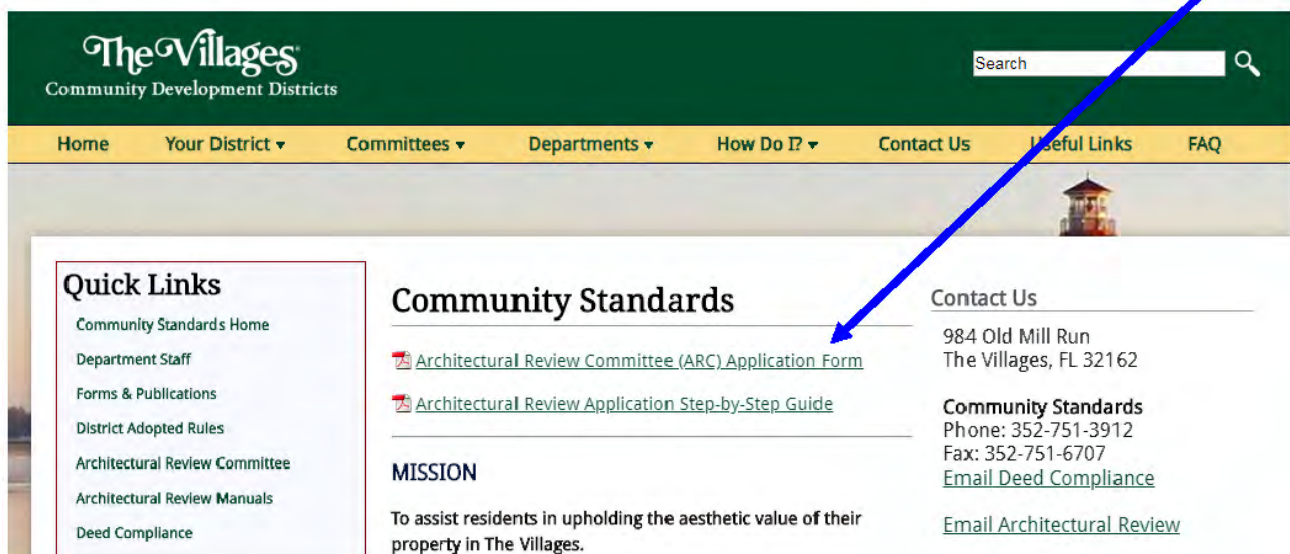 The Villages
Community Development Districts
Search
Home Your District Committees Departments How Do I? Contact Us Useful Links FAQ
Quick Links
Community Standards Home
Department Staff
Forms & Publications
District Adopted Rules
Architectural Review Committee
Architectural Review Manuals
Deed Compliance
Community Standards
Architectural Review Committee (ARC) Application Form
Architectural Review Application Step-by-Step Guide
MISSION
To assist residents in upholding the aesthetic value of their
property in The Villages.
Contact Us
984 Old Mill Run
The Villages, FL 32162
Community Standards
Phone: 352-751-3912
Fax: 352-751-6707
Email Deed Compliance
Email Architectural Review